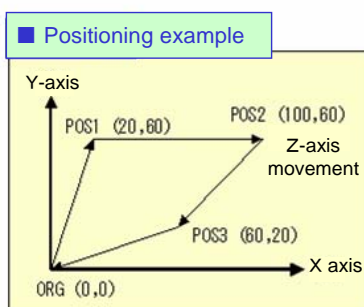 ■ Positioning example
Y-axis
POS1 (20,60)
POS2 (100,60)
Z-axis
movement
POS3 (60,20)
X axis
ORG (0,0)